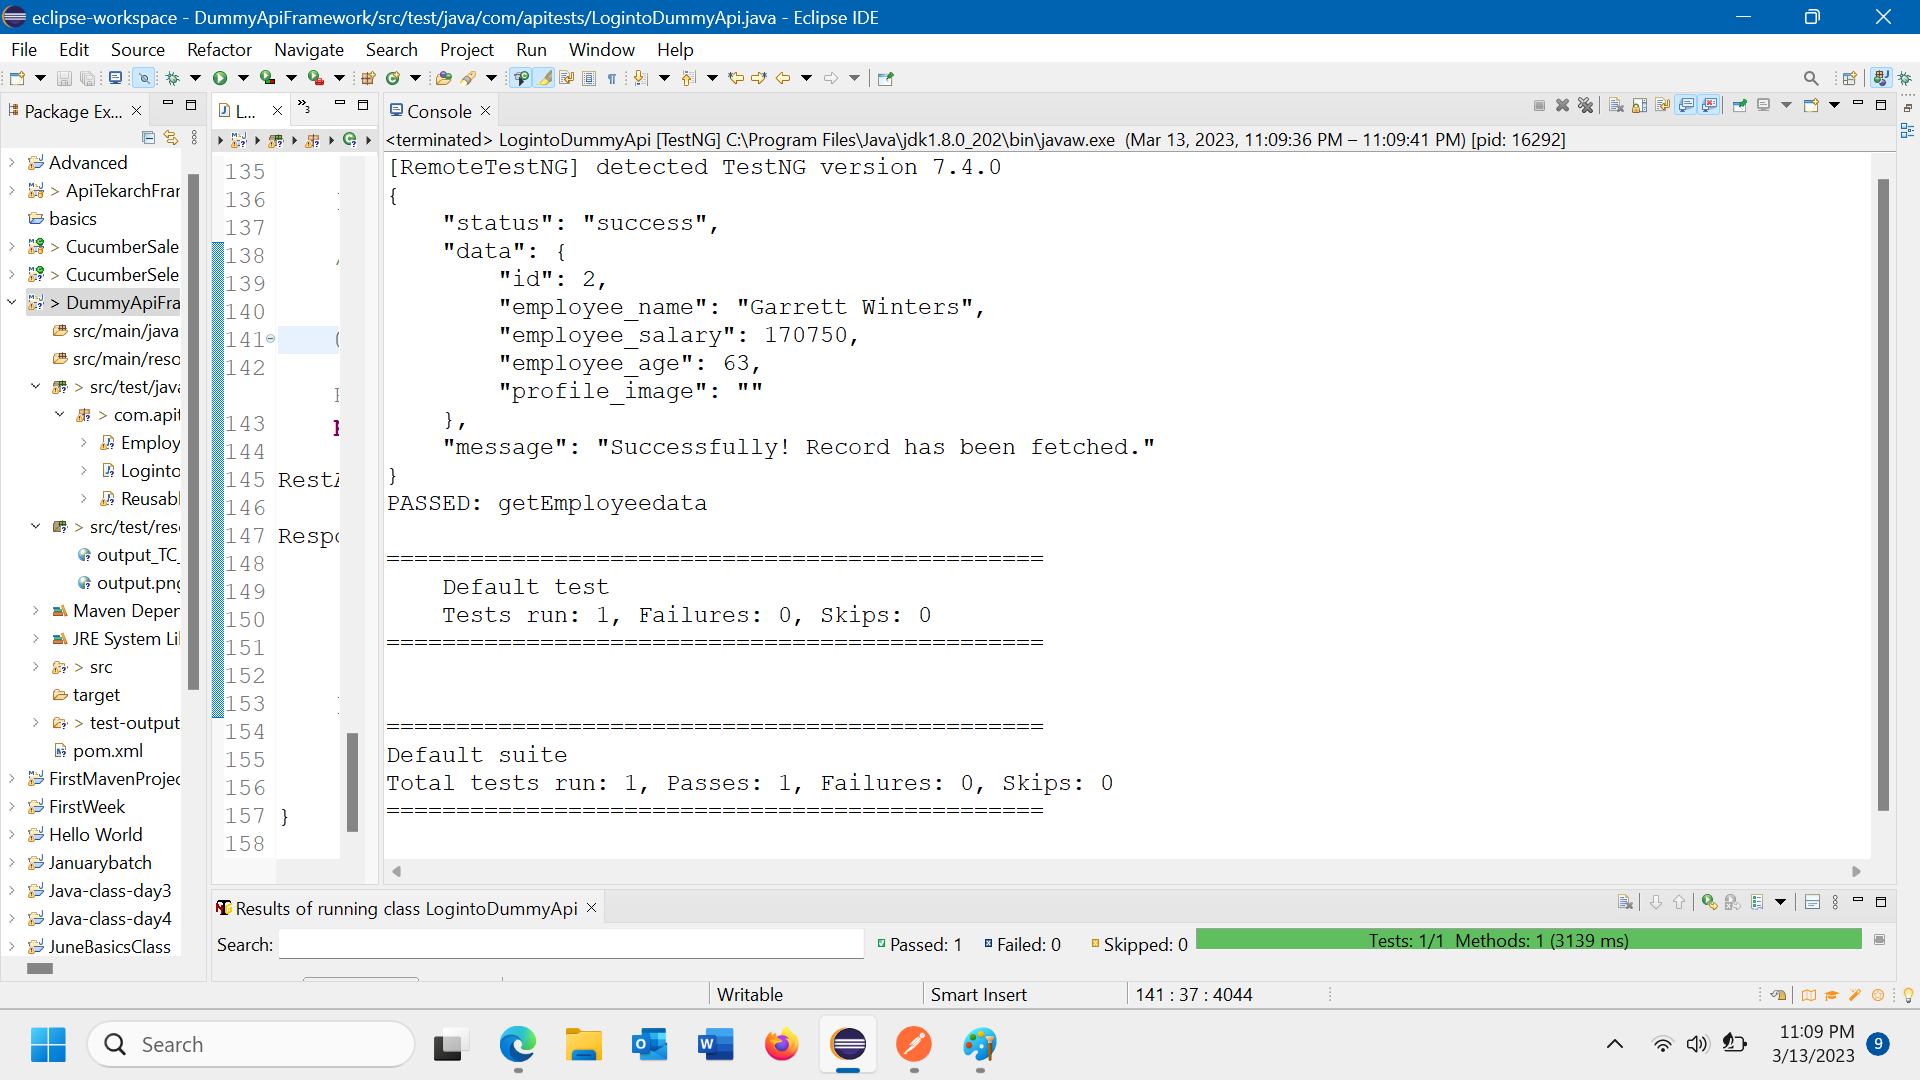 eclipse-workspace - DummyApiFramework/src/test/java/com/apitests/LogintoDummyApi.java - Eclipse IDE
File Edit Source Refactor Navigate Search Project Run Window Help
Package Ex...
Advanced
> ApiTekarchFrar
basics
> CucumberSale
> CucumberSele
> DummyApiFra
src/main/java
src/main/reso
> src/test/java
> com.apit
Employ
Loginto
Reusabl
> src/test/res
output_TC_
output.png
Maven Deper
JRE System Li
> src
target
> test-output
pom.xml
FirstMavenProjec
FirstWeek
Hello World
Januarybatch
Java-class-day3
Java-class-day4
JuneBasicsClass
L...
»3
135
136
137
138
139
140
141
142
143
144
145 RestA
146
147 Respo
148
149
150
151
152
153
154
155
156
157 }
158
Console
<terminated> LogintoDummyApi [TestNG] C:\Program Files\Java\jdk1.8.0_202\bin\javaw.exe (Mar 13, 2023, 11:09:36 PM – 11:09:41 PM) [pid: 16292]
[RemoteTestNG] detected TestNG version 7.4.0
{
    "status": "success",
    "data": {
        "id": 2,
        "employee_name": "Garrett Winters",
        "employee_salary": 170750,
        "employee_age": 63,
        "profile_image": ""
    },
    "message": "Successfully! Record has been fetched."
}
PASSED: getEmployeedata
===============================================
    Default test
    Tests run: 1, Failures: 0, Skips: 0
===============================================
===============================================
Default suite
Total tests run: 1, Passes: 1, Failures: 0, Skips: 0
===============================================
Results of running class LogintoDummyApi
Search: Passed: 1 Failed: 0 Skipped: 0 Tests: 1/1 Methods: 1 (3139 ms)
Writable Smart Insert 141 : 37 : 4044
Search
11:09 PM
3/13/2023
9